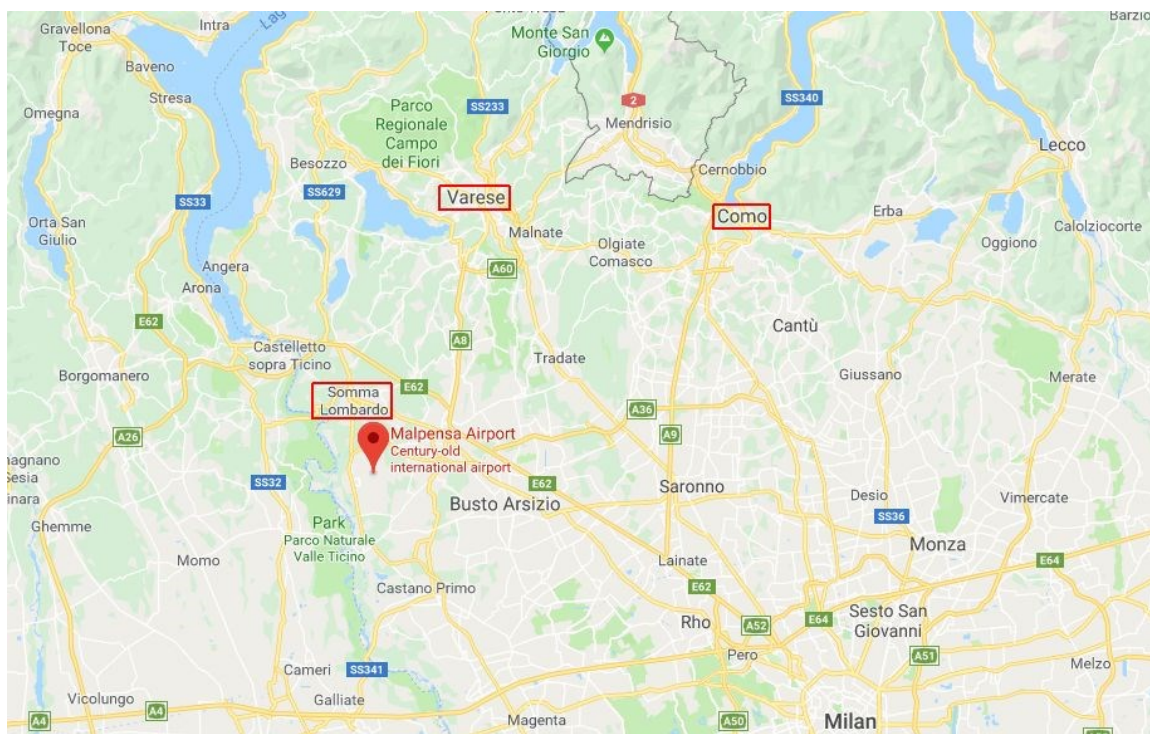 Gravellona
Toce
Intra
Baveno
Stresa
Omegna
Monte San
Giorgio
Barzio
SS233
2
SS340
Parco
Regionale
Campo
dei Fiori
Mendrisio
Lecco
Besozzo
Cernobbio
SS629
Varese
SS33
Como
Erba
Orta San
Giulio
Malnate
Olgiate
Comasco
Oggiono
Calolziocorte
Angera
A60
Arona
E62
Cantù
Castelletto
sopra Ticino
A8
Tradate
Borgomanero
Giussano
Merate
Somma
Lombardo
E62
A36
A26
Malpensa Airport
Century-old
international airport
A9
SS32
E62
Saronno
Busto Arsizio
Desio
Vimercate
SS36
Ghemme
Park
Parco Naturale
Valle Ticino
Momo
Monza
Lainate
E64
Castano Primo
E62
Rho
A52
E64
Sesto San
Giovanni
Pero
A51
Cameri
SS341
Melzo
Vicolungo
Galliate
A4
A4
Magenta
A50
Milan